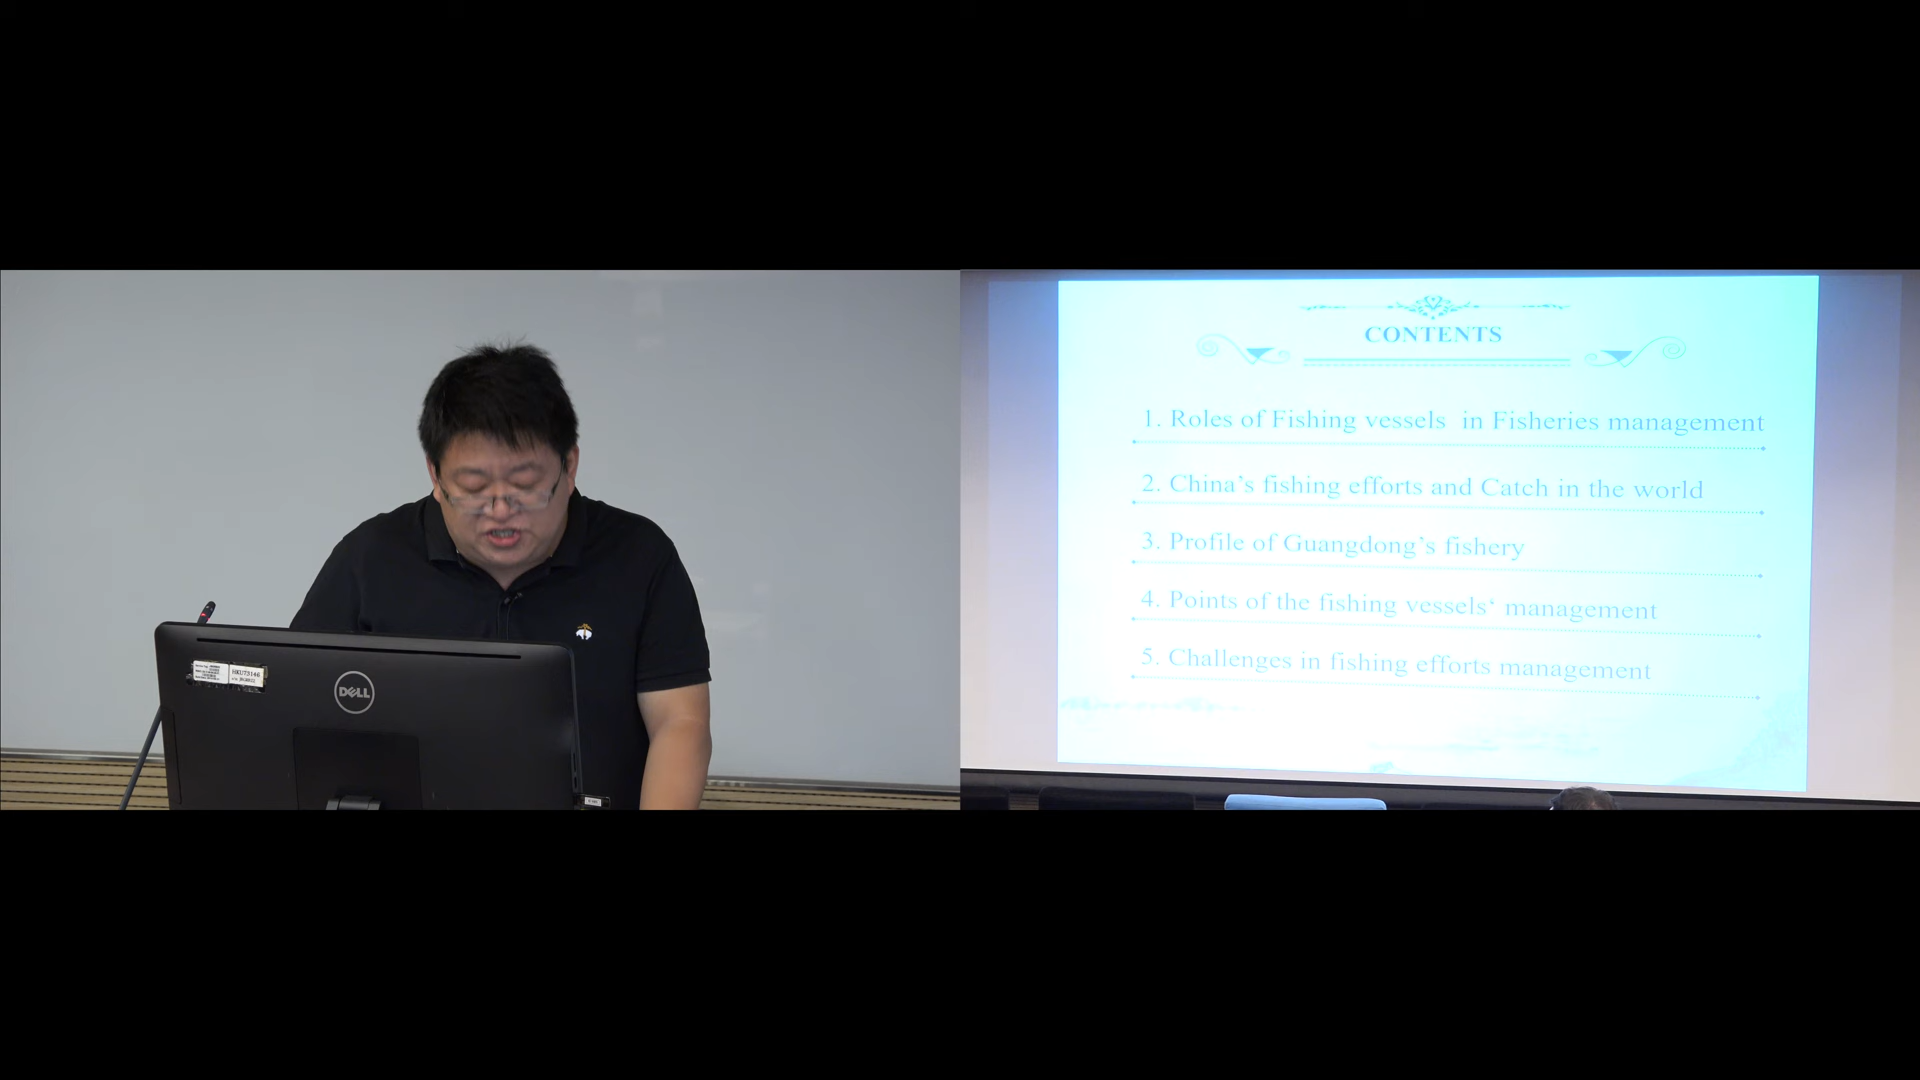 HKU73146
DELL
CONTENTS
1. Roles of Fishing vessels in Fisheries management
2. China's fishing efforts and Catch in the world
3. Profile of Guangdong's fishery
4. Points of the fishing vessels‘ management
5. Challenges in fishing efforts management